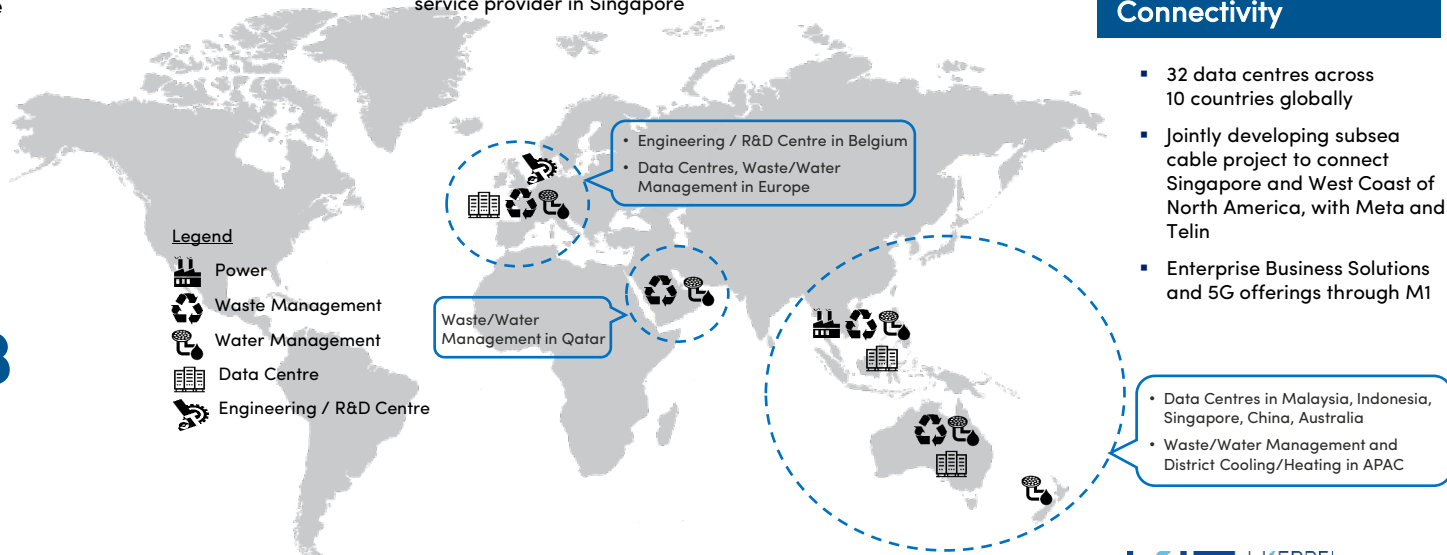 service provider in Singapore
Connectivity
32 data centres across
10 countries globally
Jointly developing subsea
cable project to connect
Singapore and West Coast of
North America, with Meta and
Telin
Enterprise Business Solutions
and 5G offerings through M1
• Engineering / R&D Centre in Belgium
• Data Centres, Waste/Water
Management in Europe
Legend
Power
Waste Management
Water Management
Data Centre
Engineering / R&D Centre
Waste/Water
Management in Qatar
• Data Centres in Malaysia, Indonesia,
Singapore, China, Australia
• Waste/Water Management and
District Cooling/Heating in APAC